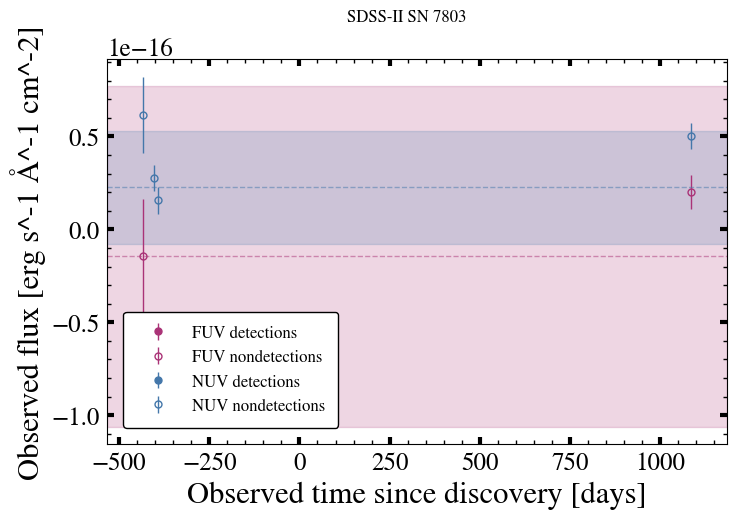 SDSS-II SN 7803
1e−16
Observed flux [erg s^-1 Å^-1 cm^-2]
0.5
0.0
−0.5
−1.0
FUV detections
FUV nondetections
NUV detections
NUV nondetections
−500 −250 0 250 500 750 1000
Observed time since discovery [days]